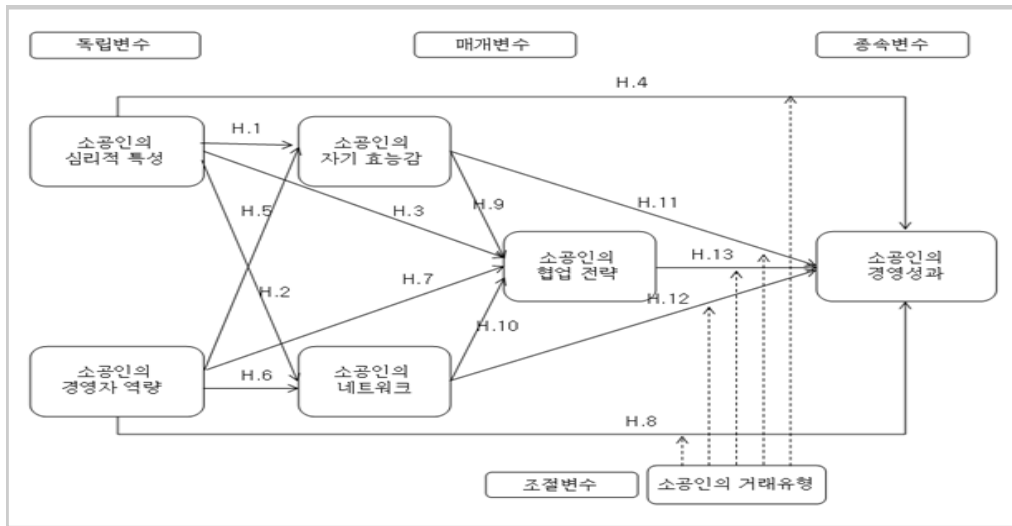 독립변수
매개변수
종속변수
H.4
소공인의
심리적 특성
H.1
소공인의
자기 효능감
H.5
H.3
H.9
H.11
소공인의
협업 전략
H.13
소공인의
경영성과
H.7
H.2
H.12
H.10
소공인의
경영자 역량
H.6
소공인의
네트워크
H.8
조절변수
소공인의 거래유형